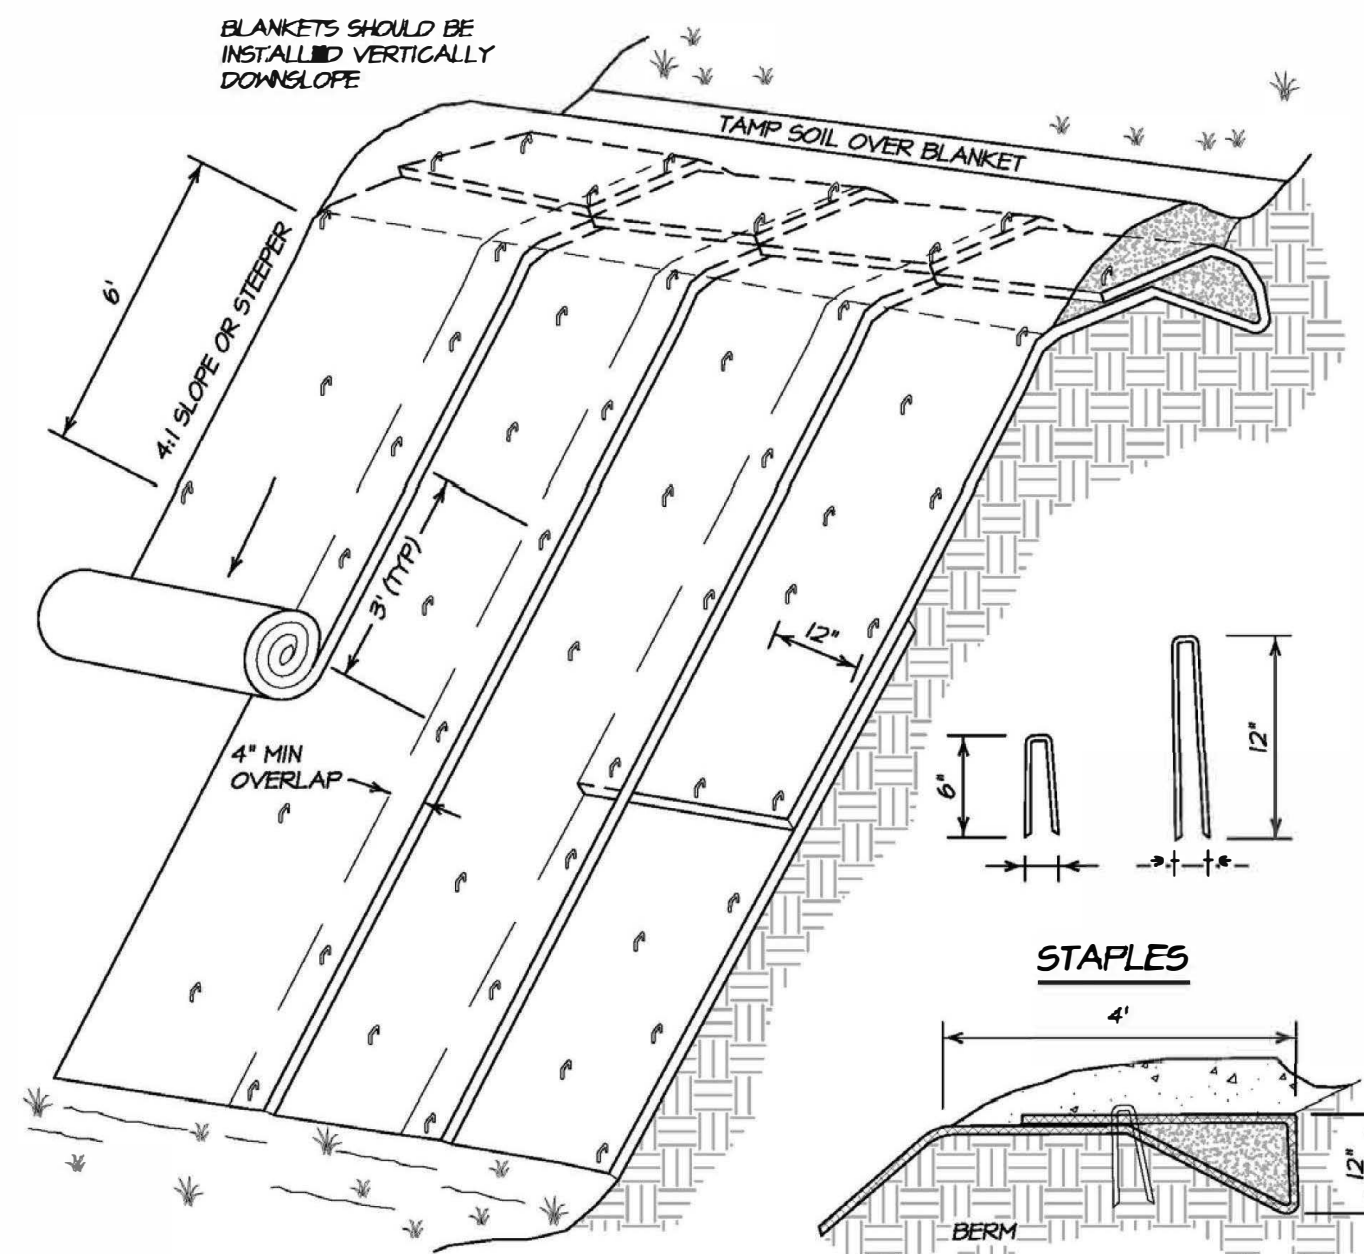 BLANKETS SHOULD BE
INSTALLED VERTICALLY
DOWNSLOPE
TAMP SOIL OVER BLANKET
6'
4:1 SLOPE OR STEEPER
3' (TYP)
12"
4" MIN
OVERLAP
6"
12"
STAPLES
4'
12"
BERM